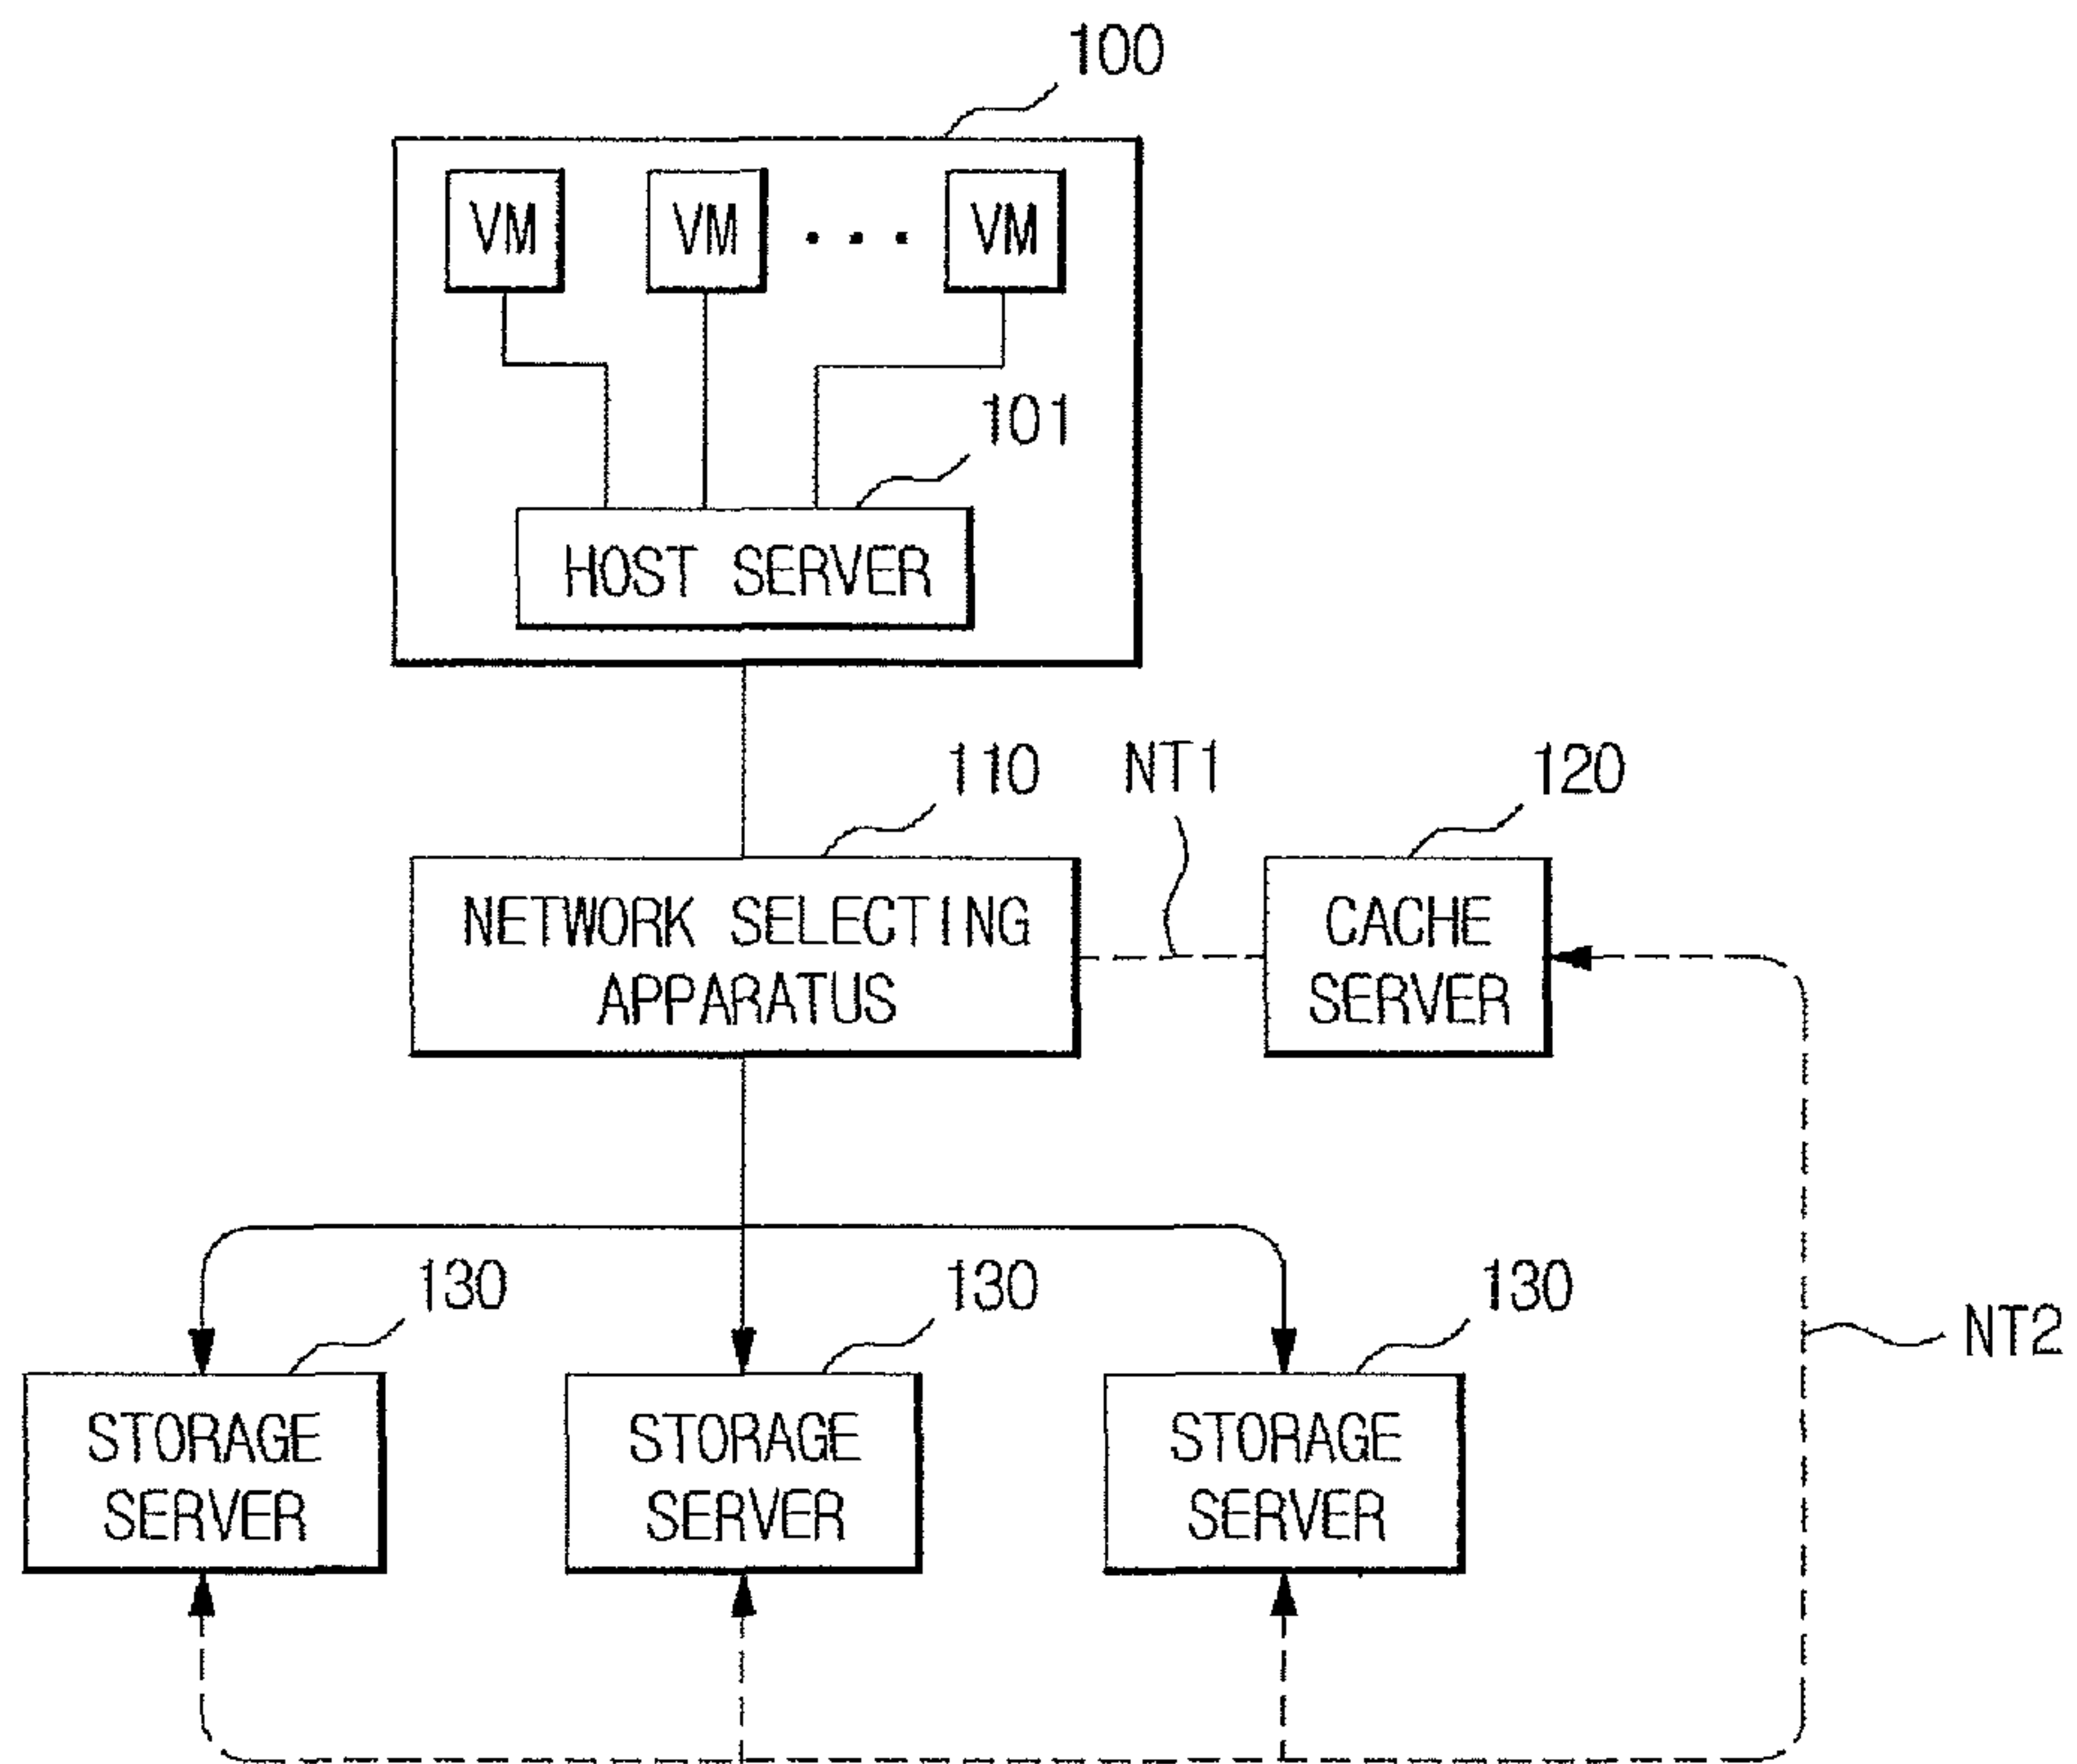 100
VM VM ... VM
101
HOST SERVER
110 NT1 120
NETWORK SELECTING CACHE
APPARATUS SERVER
130 130 130
NT2
STORAGE STORAGE STORAGE
SERVER SERVER SERVER